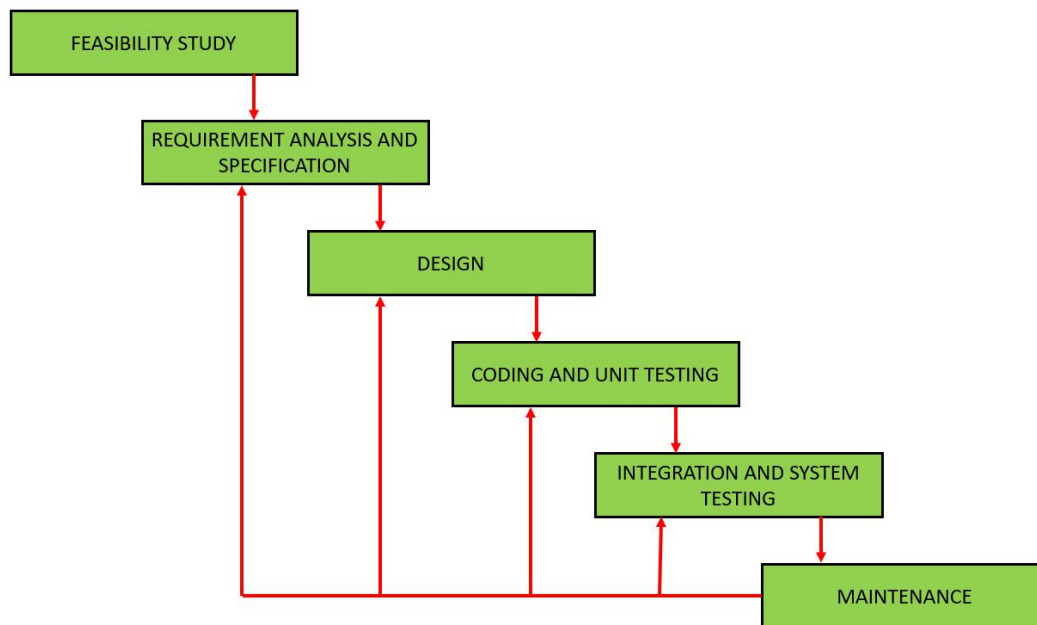 FEASIBILITY STUDY
REQUIREMENT ANALYSIS AND
SPECIFICATION
DESIGN
CODING AND UNIT TESTING
INTEGRATION AND SYSTEM
TESTING
MAINTENANCE